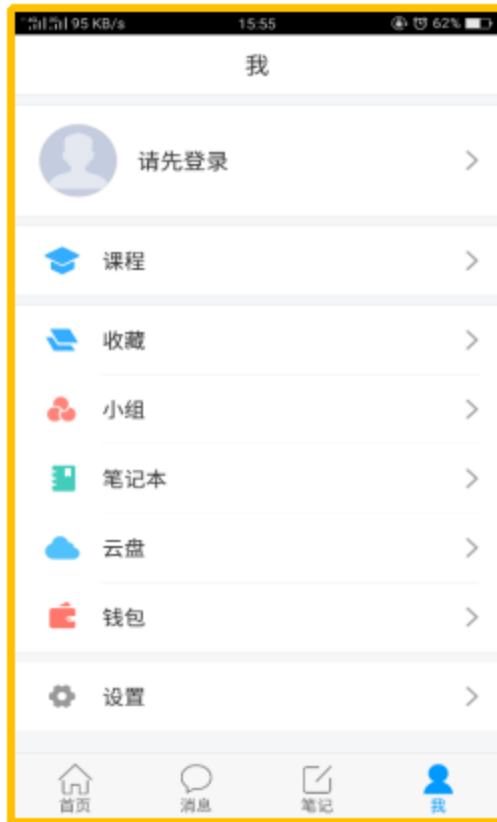 95 KB/s 15:55 62%
我
请先登录
课程
收藏
小组
笔记本
云盘
钱包
设置
首页 消息 笔记 我